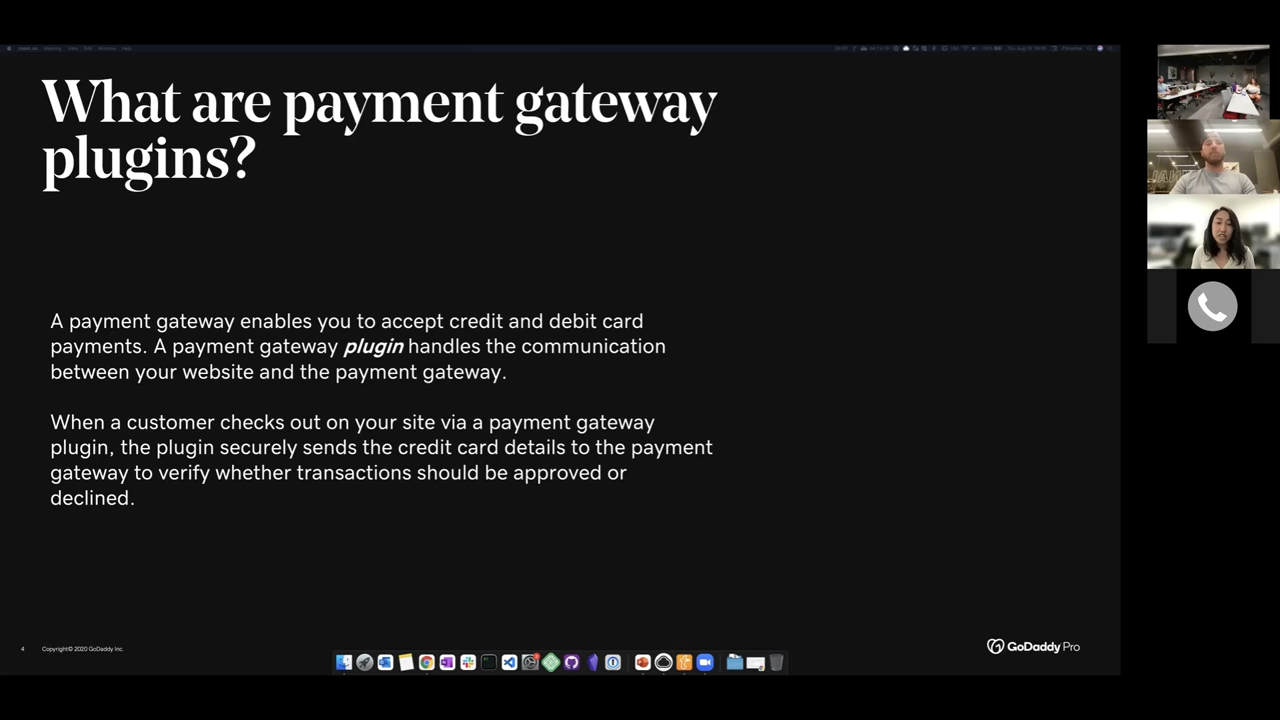 What are payment gateway
plugins?
A payment gateway enables you to accept credit and debit card
payments. A payment gateway plugin handles the communication
between your website and the payment gateway.
When a customer checks out on your site via a payment gateway
plugin, the plugin securely sends the credit card details to the payment
gateway to verify whether transactions should be approved or
declined.
4 Copyright© 2020 GoDaddy Inc.
GoDaddy Pro